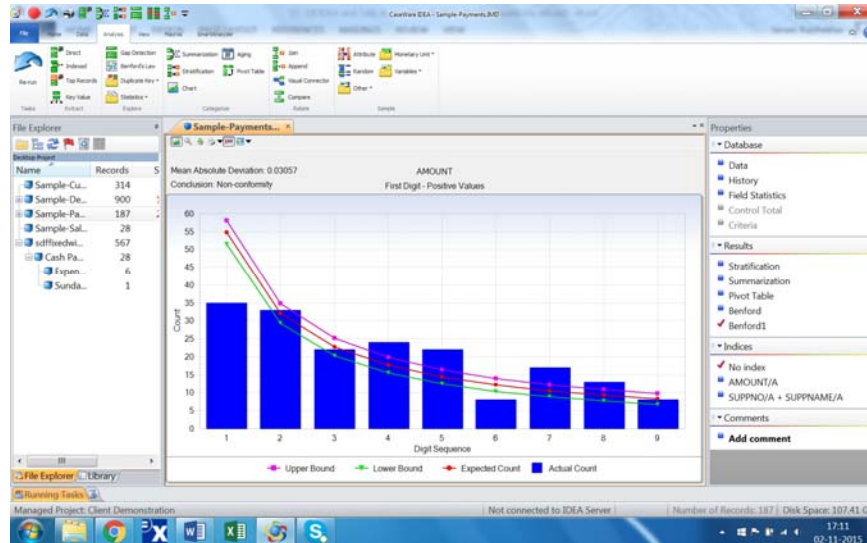 CaseWare IDEA - Sample-Payments.IMD
File Home Data Analysis View Macros SmartAnalyzer
Re-run
Direct
Indexed
Top Records
Key Value
Gap Detection
Benford's Law
Duplicate Key
Statistics
Summarization
Stratification
Chart
Aging
Pivot Table
Join
Append
Visual Connector
Compare
Attribute
Random
Other
Monetary Unit
Variables
Tasks Extract Explore Categorize Relate Sample
File Explorer
Desktop Project
Name Records S
Sample-Cu... 314
Sample-De... 900
Sample-Pa... 187
Sample-Sal... 28
sdffixedwi... 567
Cash Pa... 28
Expen... 6
Sunda... 1
File Explorer Library
Running Tasks
Sample-Payments...
Mean Absolute Deviation: 0.03057
Conclusion: Non-conformity
AMOUNT
First Digit - Positive Values
60
55
50
45
40
35
30
25
20
15
10
5
0
Count
1 2 3 4 5 6 7 8 9
Digit Sequence
Upper Bound Lower Bound Expected Count Actual Count
Properties
Database
Data
History
Field Statistics
Control Total
Criteria
Results
Stratification
Summarization
Pivot Table
Benford
Benford1
Indices
No index
AMOUNT/A
SUPPNO/A + SUPPNAME/A
Comments
Add comment
Managed Project: Client Demonstration Not connected to IDEA Server Number of Records: 187 Disk Space: 107.41 G
17:11
02-11-2015